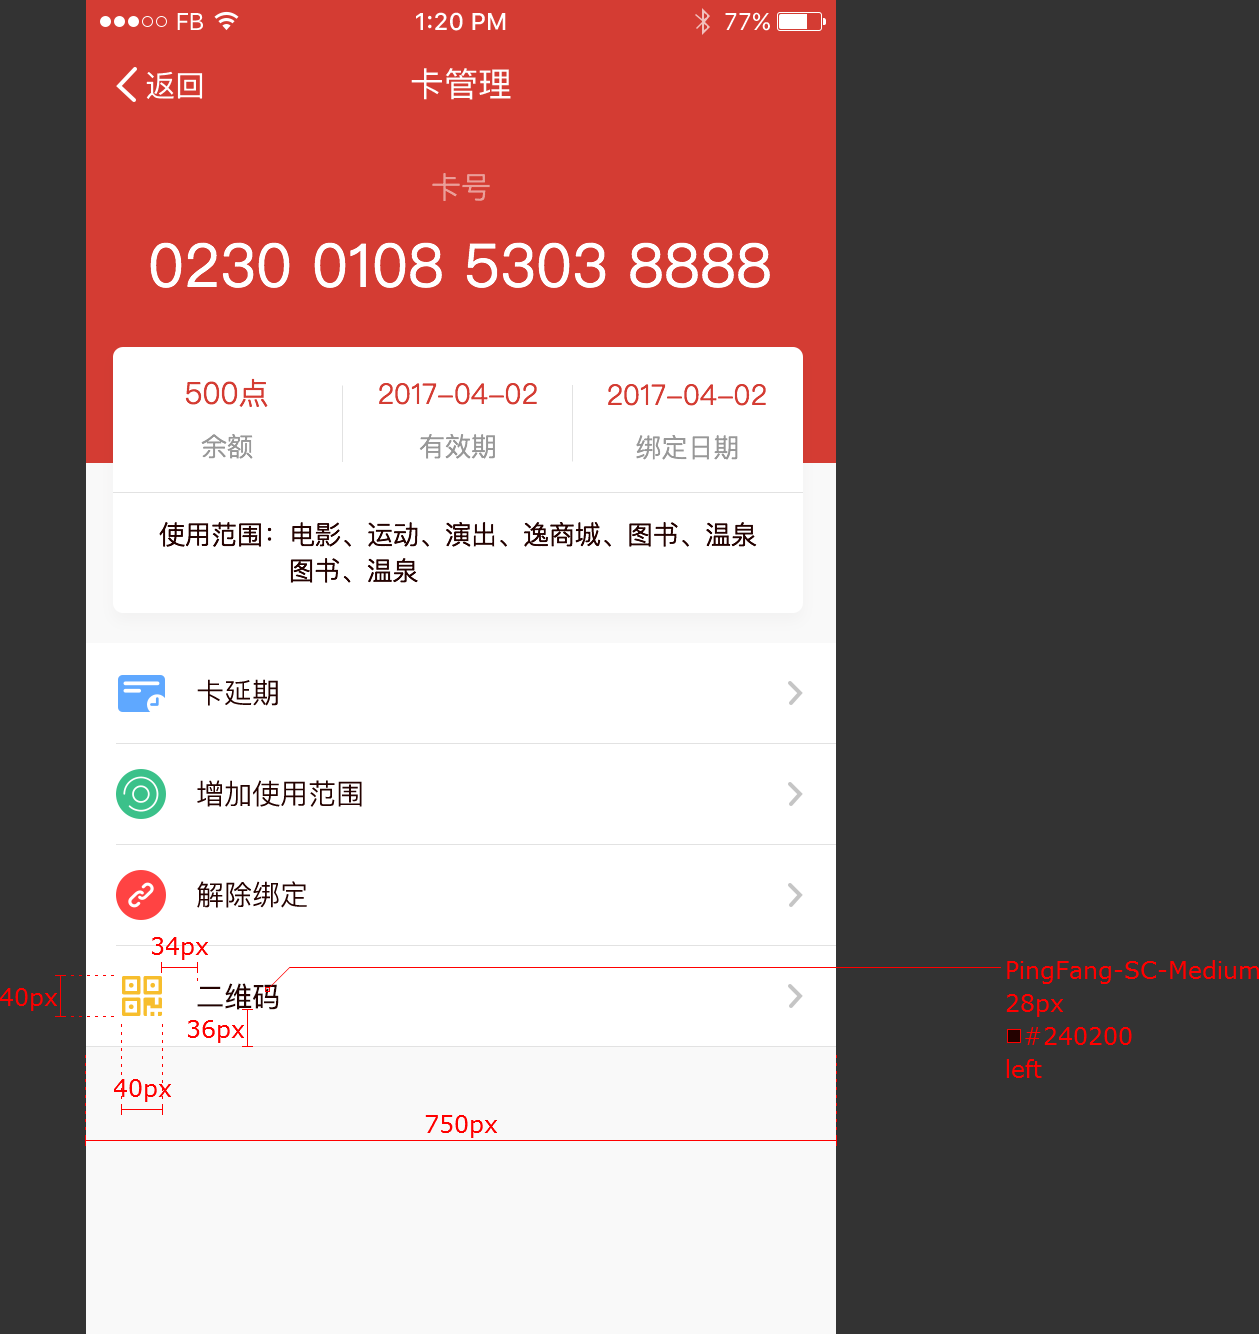 FB 1:20 PM 77%
返回 卡管理
卡号
0230 0108 5303 8888
500点 2017-04-02 2017-04-02
余额 有效期 绑定日期
使用范围：电影、运动、演出、逸商城、图书、温泉
图书、温泉
卡延期
增加使用范围
解除绑定
34px
二维码
40px
36px
40px
750px
PingFang-SC-Medium
28px
#240200
left